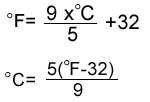 °F= 9 x°C / 5 +32
°C= 5(°F-32) / 9